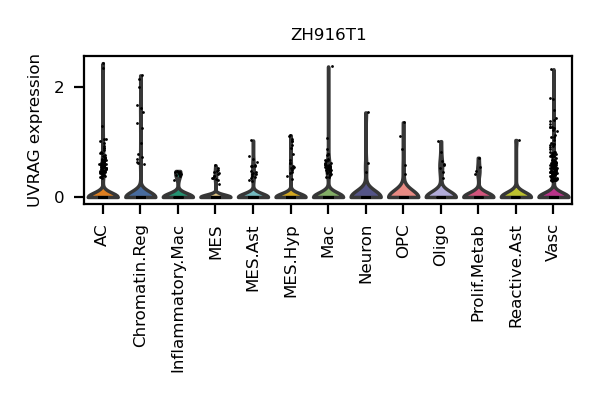 ZH916T1
UVRAG expression
2
0
AC
Chromatin.Reg
Inflammatory.Mac
MES
MES.Ast
MES.Hyp
Mac
Neuron
OPC
Oligo
Prolif.Metab
Reactive.Ast
Vasc